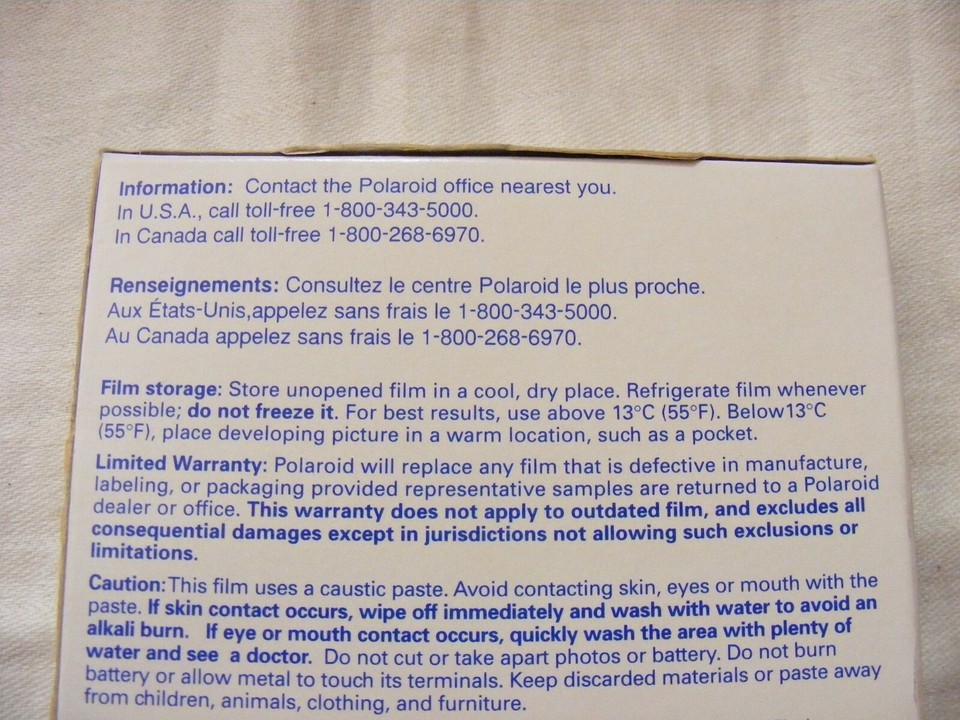 Information: Contact the Polaroid office nearest you.
In U.S.A., call toll-free 1-800-343-5000.
In Canada call toll-free 1-800-268-6970.
Renseignements: Consultez le centre Polaroid le plus proche.
Aux États-Unis,appelez sans frais le 1-800-343-5000.
Au Canada appelez sans frais le 1-800-268-6970.
Film storage: Store unopened film in a cool, dry place. Refrigerate film whenever
possible; do not freeze it. For best results, use above 13°C (55°F). Below13°C
(55°F), place developing picture in a warm location, such as a pocket.
Limited Warranty: Polaroid will replace any film that is defective in manufacture,
labeling, or packaging provided representative samples are returned to a Polaroid
dealer or office. This warranty does not apply to outdated film, and excludes all
consequential damages except in jurisdictions not allowing such exclusions or
limitations.
Caution:This film uses a caustic paste. Avoid contacting skin, eyes or mouth with the
paste. If skin contact occurs, wipe off immediately and wash with water to avoid an
alkali burn. If eye or mouth contact occurs, quickly wash the area with plenty of
water and see a doctor. Do not cut or take apart photos or battery. Do not burn
battery or allow metal to touch its terminals. Keep discarded materials or paste away
from children, animals, clothing, and furniture.